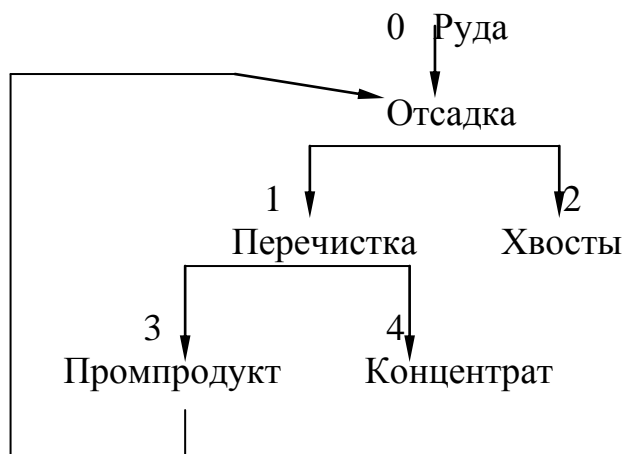 0 Руда
Отсадка
1 2
Перечистка Хвосты
3 4
Промпродукт Концентрат